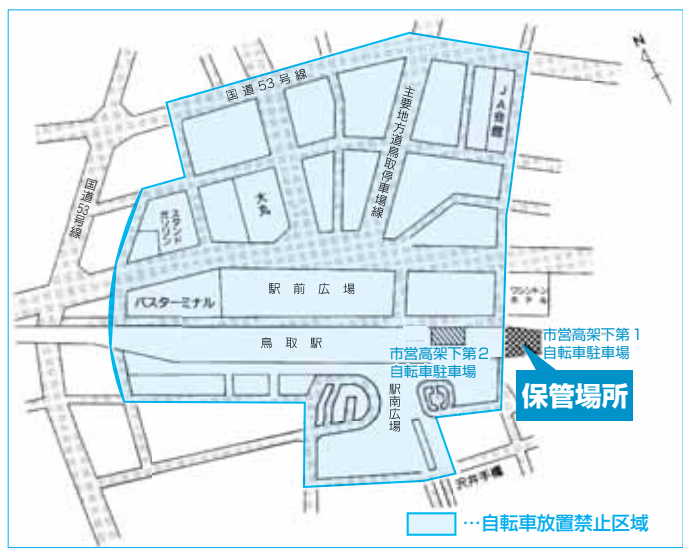 N
国道53号線
主要地方道鳥取停車場線
JA会館
国道53号線
ガソリン
スタンド
大丸
駅前広場
バスターミナル
ワシントン
ホテル
鳥取駅
市営高架下第1
自転車駐車場
市営高架下第2
自転車駐車場
保管場所
駅南広場
沢井手橋
…自転車放置禁止区域